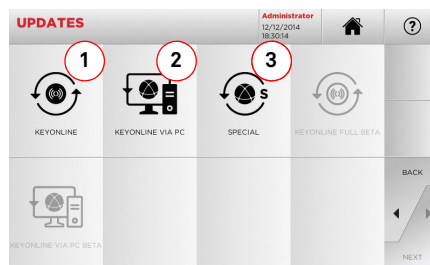 UPDATES
Administrator
12/12/2014
18:30:14
?
1
2
3
S
KEYONLINE
KEYONLINE VIA PC
SPECIAL
KEYONLINE FULL BETA
BACK
KEYONLINE VIA PC BETA
NEXT